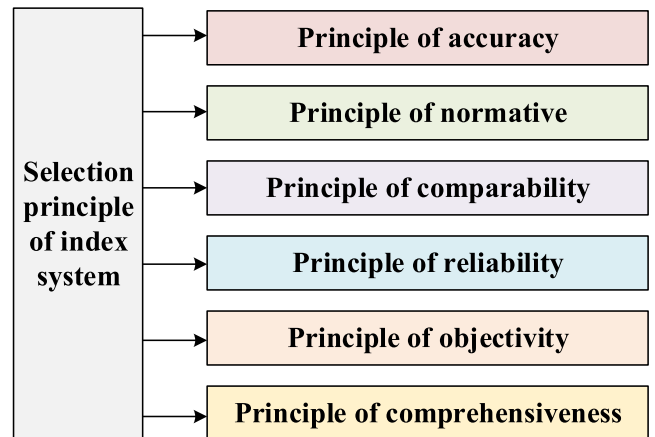 Selection
principle
of index
system
Principle of accuracy
Principle of normative
Principle of comparability
Principle of reliability
Principle of objectivity
Principle of comprehensiveness